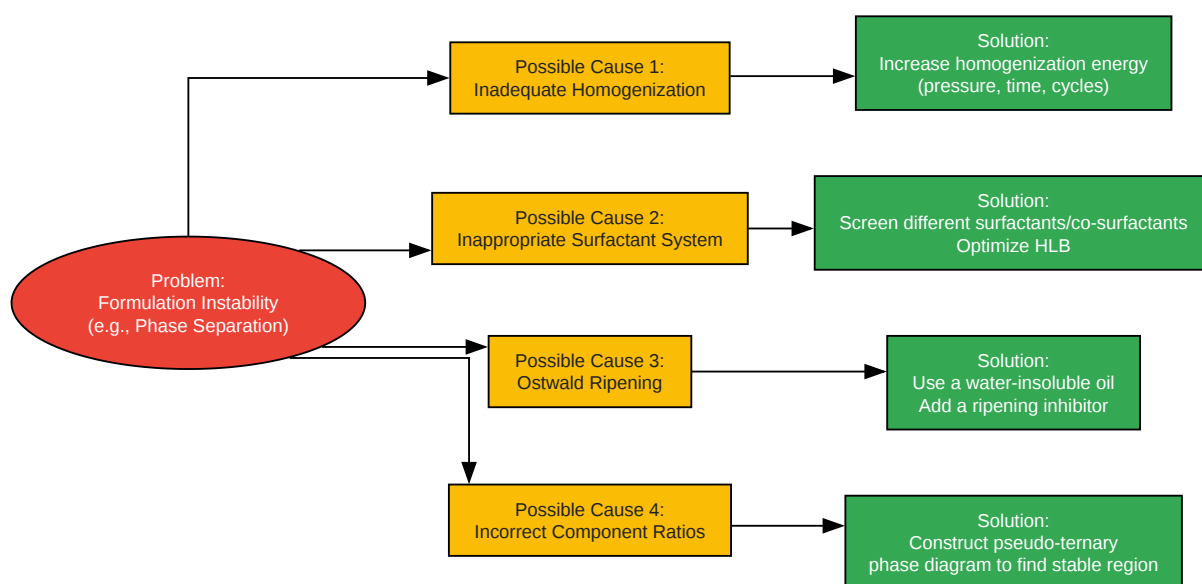 Problem:
Formulation Instability
(e.g., Phase Separation)
Possible Cause 1:
Inadequate Homogenization
Solution:
Increase homogenization energy
(pressure, time, cycles)
Possible Cause 2:
Inappropriate Surfactant System
Solution:
Screen different surfactants/co-surfactants
Optimize HLB
Possible Cause 3:
Ostwald Ripening
Solution:
Use a water-insoluble oil
Add a ripening inhibitor
Possible Cause 4:
Incorrect Component Ratios
Solution:
Construct pseudo-ternary
phase diagram to find stable region